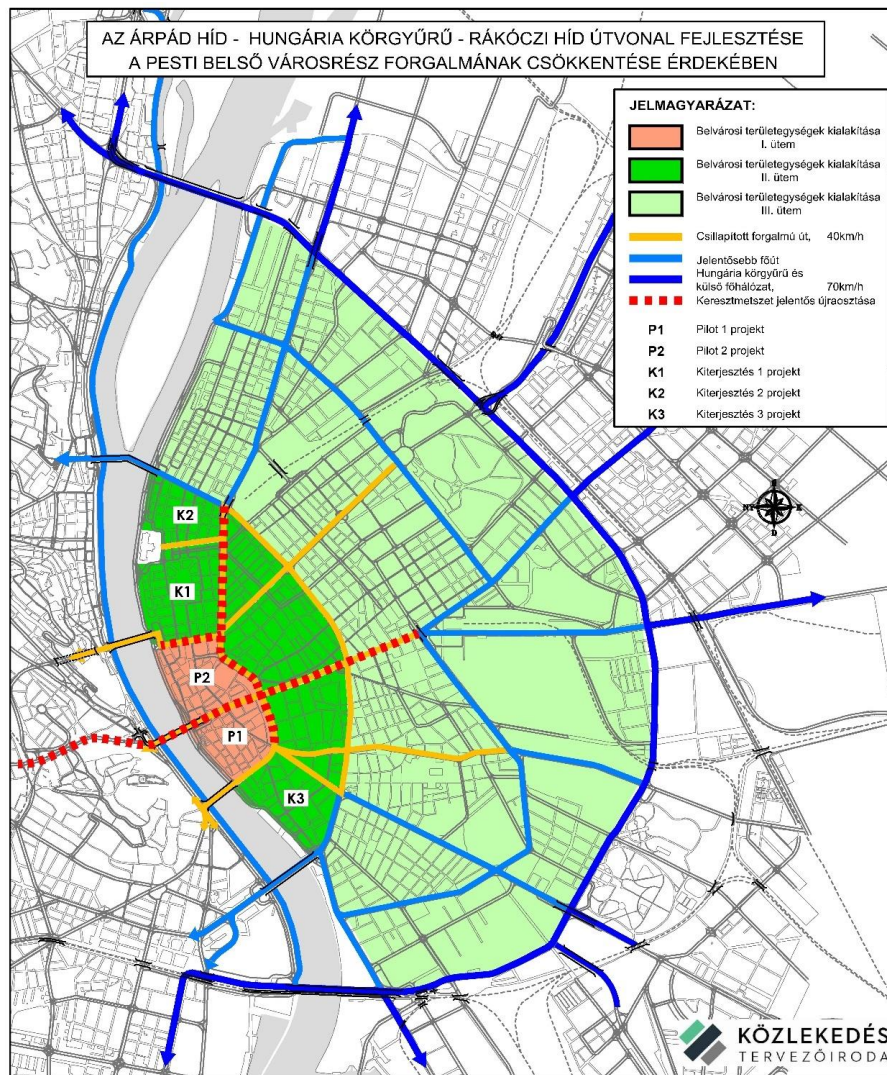 AZ ÁRPÁD HÍD - HUNGÁRIA KÖRGYŰRŰ - RÁKÓCZI HÍD ÚTVONAL FEJLESZTÉSE
A PESTI BELSŐ VÁROSRÉSZ FORGALMÁNAK CSÖKKENTÉSE ÉRDEKÉBEN
JELMAGYARÁZAT:
Belvárosi területegységek kialakítása
I. ütem
Belvárosi területegységek kialakítása
II. ütem
Belvárosi területegységek kialakítása
III. ütem
Csillapított forgalmú út, 40km/h
Jelentősebb főút
Hungária körgyűrű és
külső főhálózat, 70km/h
Keresztmetszet jelentős újraosztása
P1 Pilot 1 projekt
P2 Pilot 2 projekt
K1 Kiterjesztés 1 projekt
K2 Kiterjesztés 2 projekt
K3 Kiterjesztés 3 projekt
K2
K1
P2
P1
K3
KÖZLEKEDÉS
TERVEZŐIRODA